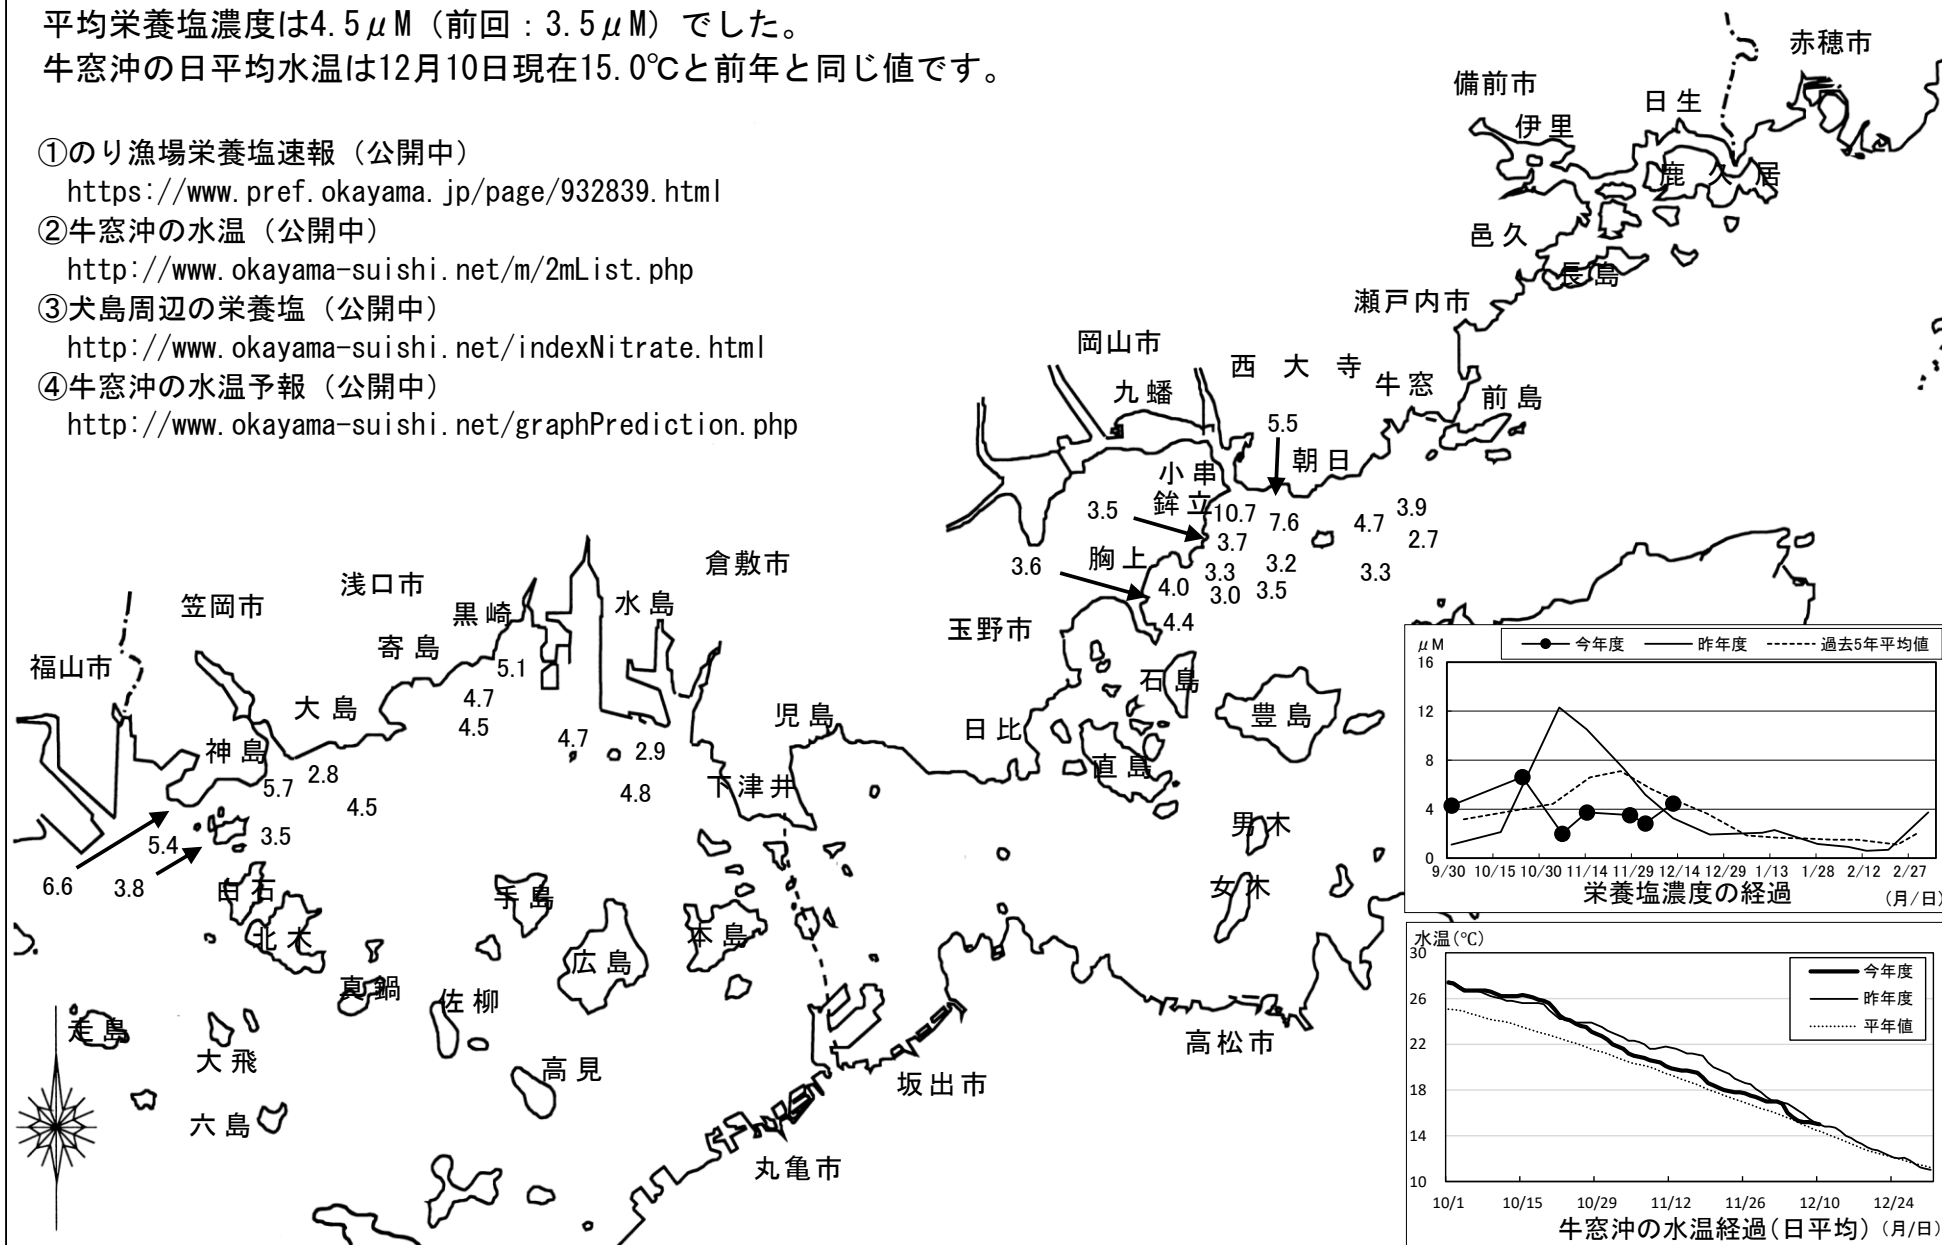 平均栄養塩濃度は4.5μM（前回：3.5μM）でした。
牛窓沖の日平均水温は12月10日現在15.0℃と前年と同じ値です。
①のり漁場栄養塩速報（公開中）
https://www.pref.okayama.jp/page/932839.html
②牛窓沖の水温（公開中）
http://www.okayama-suishi.net/m/2mList.php
③犬島周辺の栄養塩（公開中）
http://www.okayama-suishi.net/indexNitrate.html
④牛窓沖の水温予報（公開中）
http://www.okayama-suishi.net/graphPrediction.php
赤穂市
備前市
日生
伊里
鹿久居
邑久
長島
瀬戸内市
岡山市
西大寺
九蟠
牛窓
前島
5.5
朝日
小串
鉾立
3.5
10.7
7.6
4.7
3.9
3.7
2.7
胸上
3.6
3.3
3.2
3.3
4.0
3.0
3.5
4.4
倉敷市
浅口市
笠岡市
黒崎
水島
玉野市
寄島
福山市
5.1
石島
大島
4.7
児島
豊島
4.5
日比
神島
4.7
2.9
直島
2.8
5.7
4.5
4.8
下津井
男木
5.4
3.5
6.6
3.8
白石
手島
女木
北木
本島
広島
真鍋
佐柳
走島
大飛
高松市
高見
坂出市
六島
丸亀市
μM
今年度 昨年度 過去5年平均値
16
12
8
4
0
9/30 10/15 10/30 11/14 11/29 12/14 12/29 1/13 1/28 2/12 2/27
栄養塩濃度の経過 (月/日)
水温(℃)
30
今年度
26
昨年度
平年値
22
18
14
10
10/1 10/15 10/29 11/12 11/26 12/10 12/24
牛窓沖の水温経過(日平均) (月/日)